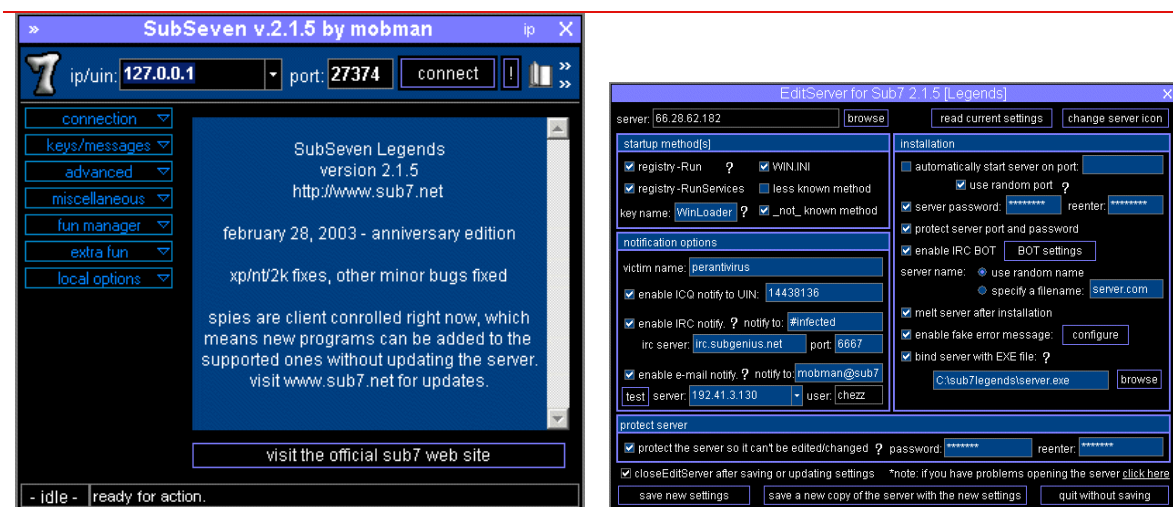 » SubSeven v.2.1.5 by mobman ip X
7 ip/uin: 127.0.0.1 port: 27374 connect ! »
»
connection
keys/messages
advanced
miscellaneous
fun manager
extra fun
local options
SubSeven Legends
version 2.1.5
http://www.sub7.net
february 28, 2003 - anniversary edition
xp/nt/2k fixes, other minor bugs fixed
spies are client conrolled right now, which
means new programs can be added to the
supported ones without updating the server.
visit www.sub7.net for updates.
visit the official sub7 web site
- idle - ready for action.
EditServer for Sub7 2.1.5 [Legends] X
server: 66.28.62.182 browse read current settings change server icon
startup method[s]
registry-Run ? WIN.INI
registry-RunServices less known method
key name: WinLoader ? _not_ known method
notification options
victim name: perantivirus
enable ICQ notify to UIN: 14438136
enable IRC notify. ? notify to: #infected
irc server: irc.subgenius.net port: 6667
enable e-mail notify. ? notify to: mobman@sub7
test server: 192.41.3.130 user: chezz
installation
automatically start server on port:
use random port ?
server password: ******** reenter: ********
protect server port and password
enable IRC BOT BOT settings
server name: use random name
specify a filename: server.com
melt server after installation
enable fake error message: configure
bind server with EXE file: ?
C:\sub7legends\server.exe browse
protect server
protect the server so it can't be edited/changed ? password: ******* reenter: *******
closeEditServer after saving or updating settings *note: if you have problems opening the server click here
save new settings save a new copy of the server with the new settings quit without saving